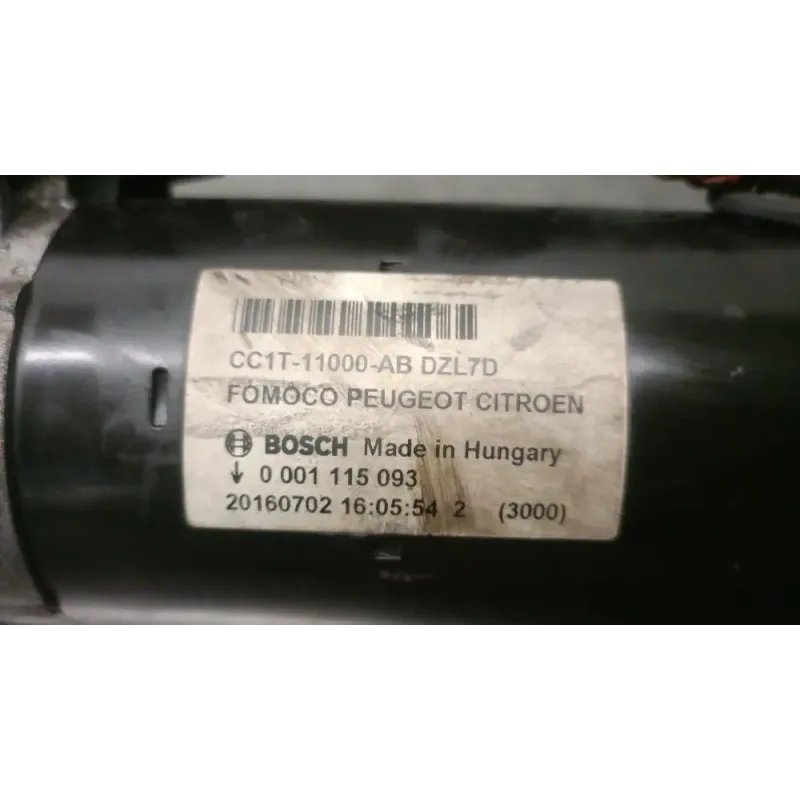 CC1T-11000-AB DZL7D
FOMOCO PEUGEOT CITROEN
BOSCH Made in Hungary
↓ 0 001 115 093
20160702 16:05:54 2 (3000)